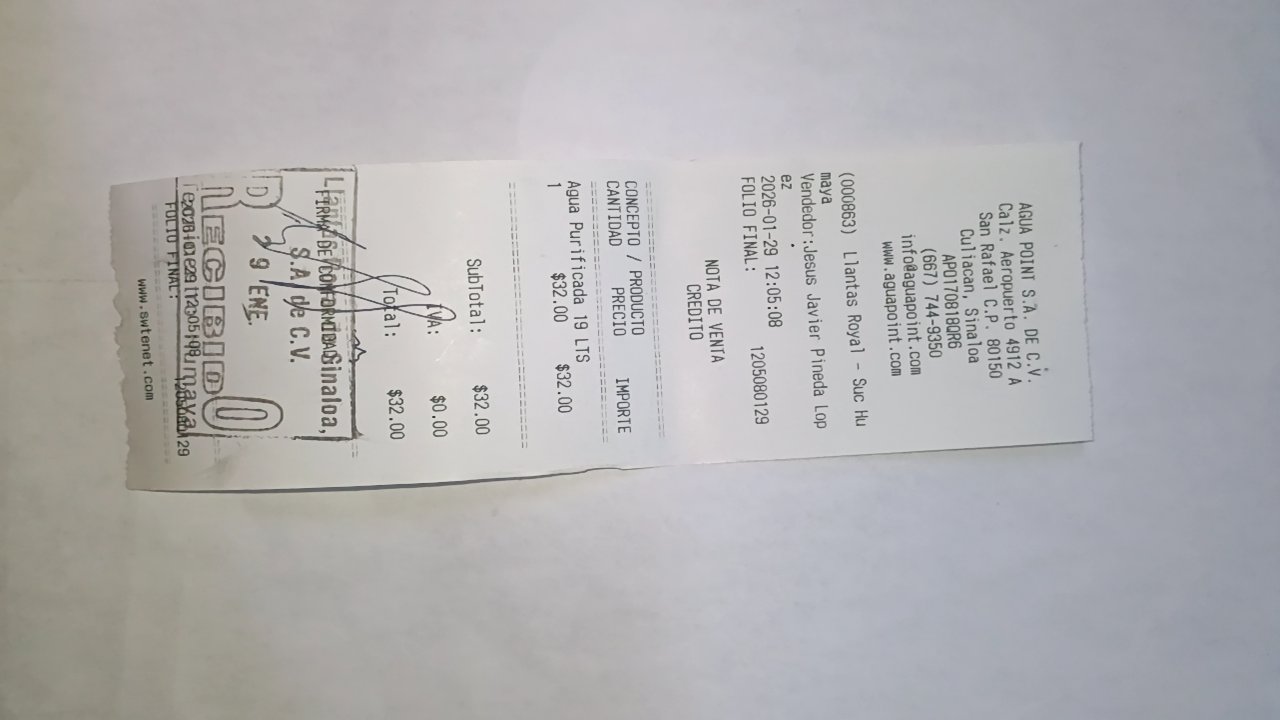 AGUA POINT S.A. DE C.V.
Calz. Aeropuerto 4912 A
San Rafael C.P. 80150
Culiacan, Sinaloa
APO170818QR6
(667) 744-9350
info@aguapoint.com
www.aguapoint.com
(000863) Llantas Royal - Suc Hu
maya
Vendedor:Jesus Javier Pineda Lop
ez
2026-01-29 12:05:08
FOLIO FINAL: 1205080129
NOTA DE VENTA
CREDITO
CONCEPTO / PRODUCTO
CANTIDAD PRECIO IMPORTE
Agua Purificada 19 LTS
1 $32.00 $32.00
SubTotal: $32.00
IVA: $0.00
Total: $32.00
FIRMA DE CONFORMIDAD
Sinaloa,
S.A de C.V.
29 ENE.
RECIBIDO
FOLIO FINAL: 1205080129
www.swtenet.com